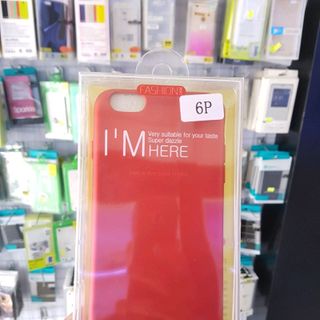 FASHION
6P
I'M
Very suitable for your taste
Super dazzle
HERE